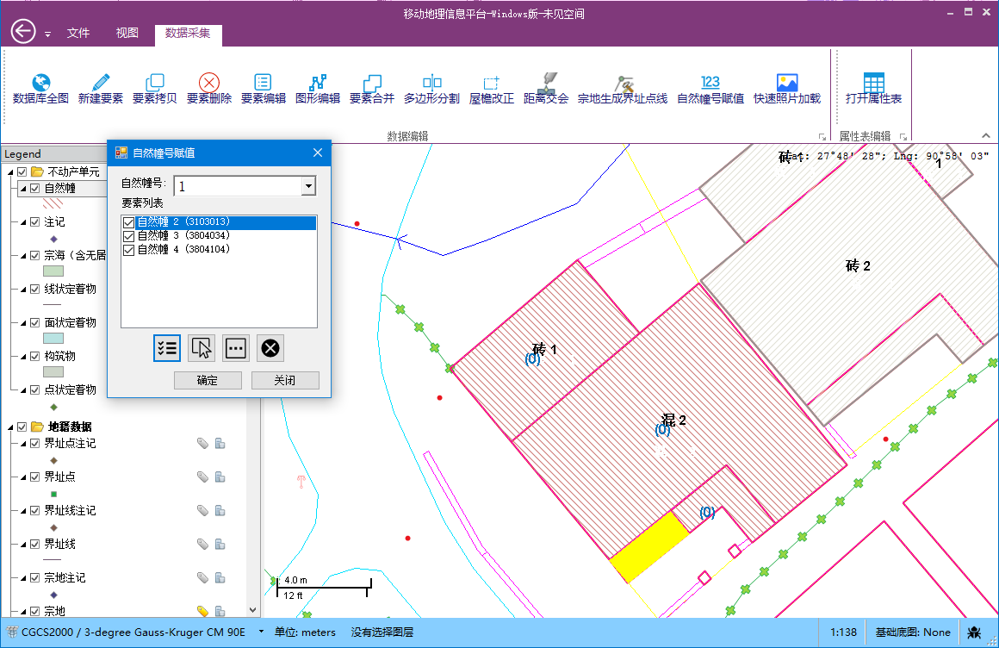 移动地理信息平台-Windows版-未见空间
文件 视图 数据采集
数据库全图 新建要素 要素拷贝 要素删除 要素编辑 图形编辑 要素合并 多边形分割 屋檐改正 距离交会 宗地生成界址点线 自然幢号赋值 快速照片加载 打开属性表
123
数据编辑 属性表编辑
Legend
不动产单元
自然幢
注记
宗海（含无居
线状定着物
面状定着物
构筑物
点状定着物
地籍数据
界址点注记
界址点
界址线注记
界址线
宗地注记
宗地
自然幢号赋值
自然幢号: 1
要素列表
自然幢 2 (3103013)
自然幢 3 (3804034)
自然幢 4 (3804104)
确定 关闭
Lat: 27°48' 28"; Lng: 90°58' 03"
砖 1
1
砖 2
砖 1
(0)
混 2
(0)
(0)
4.0 m
12 ft
CGCS2000 / 3-degree Gauss-Kruger CM 90E 单位: meters 没有选择图层 1:138 基础底图: None